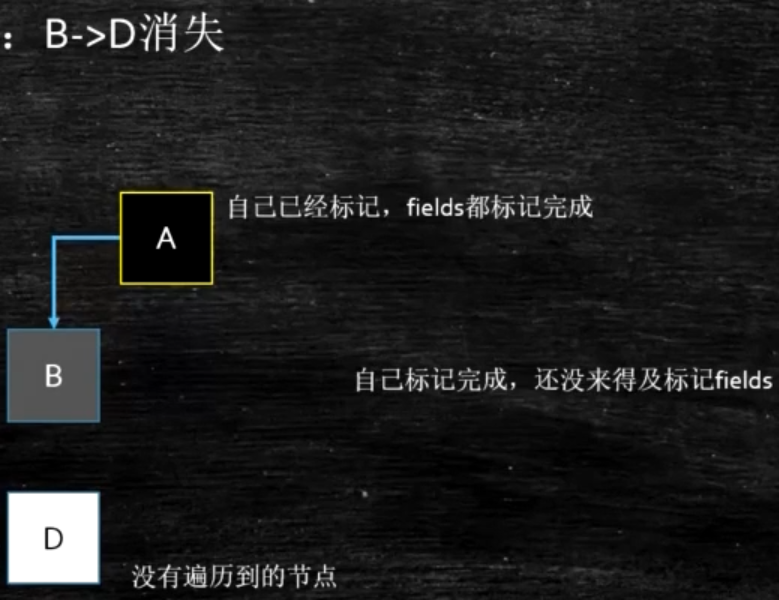 ：B->D消失
自己已经标记，fields都标记完成
A
B
自己标记完成，还没来得及标记fields
D
没有遍历到的节点